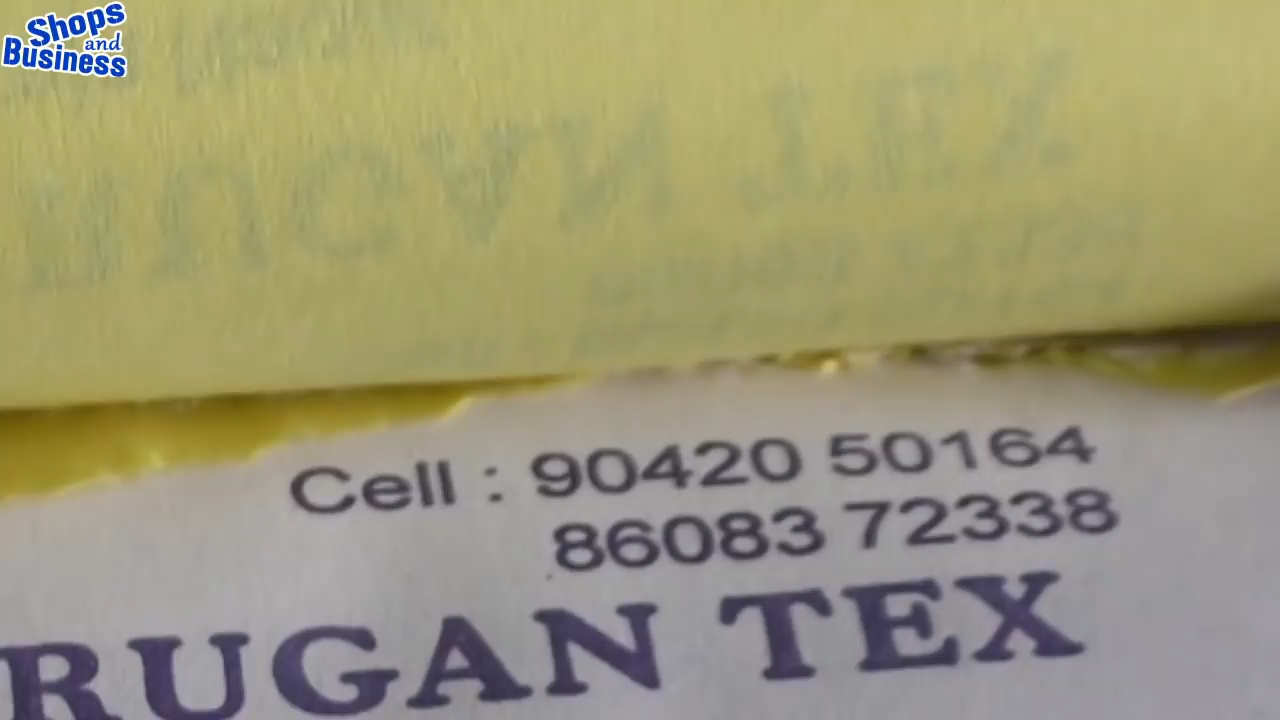 Shops
and
Business
Cell : 90420 50164
86083 72338
RUGAN TEX